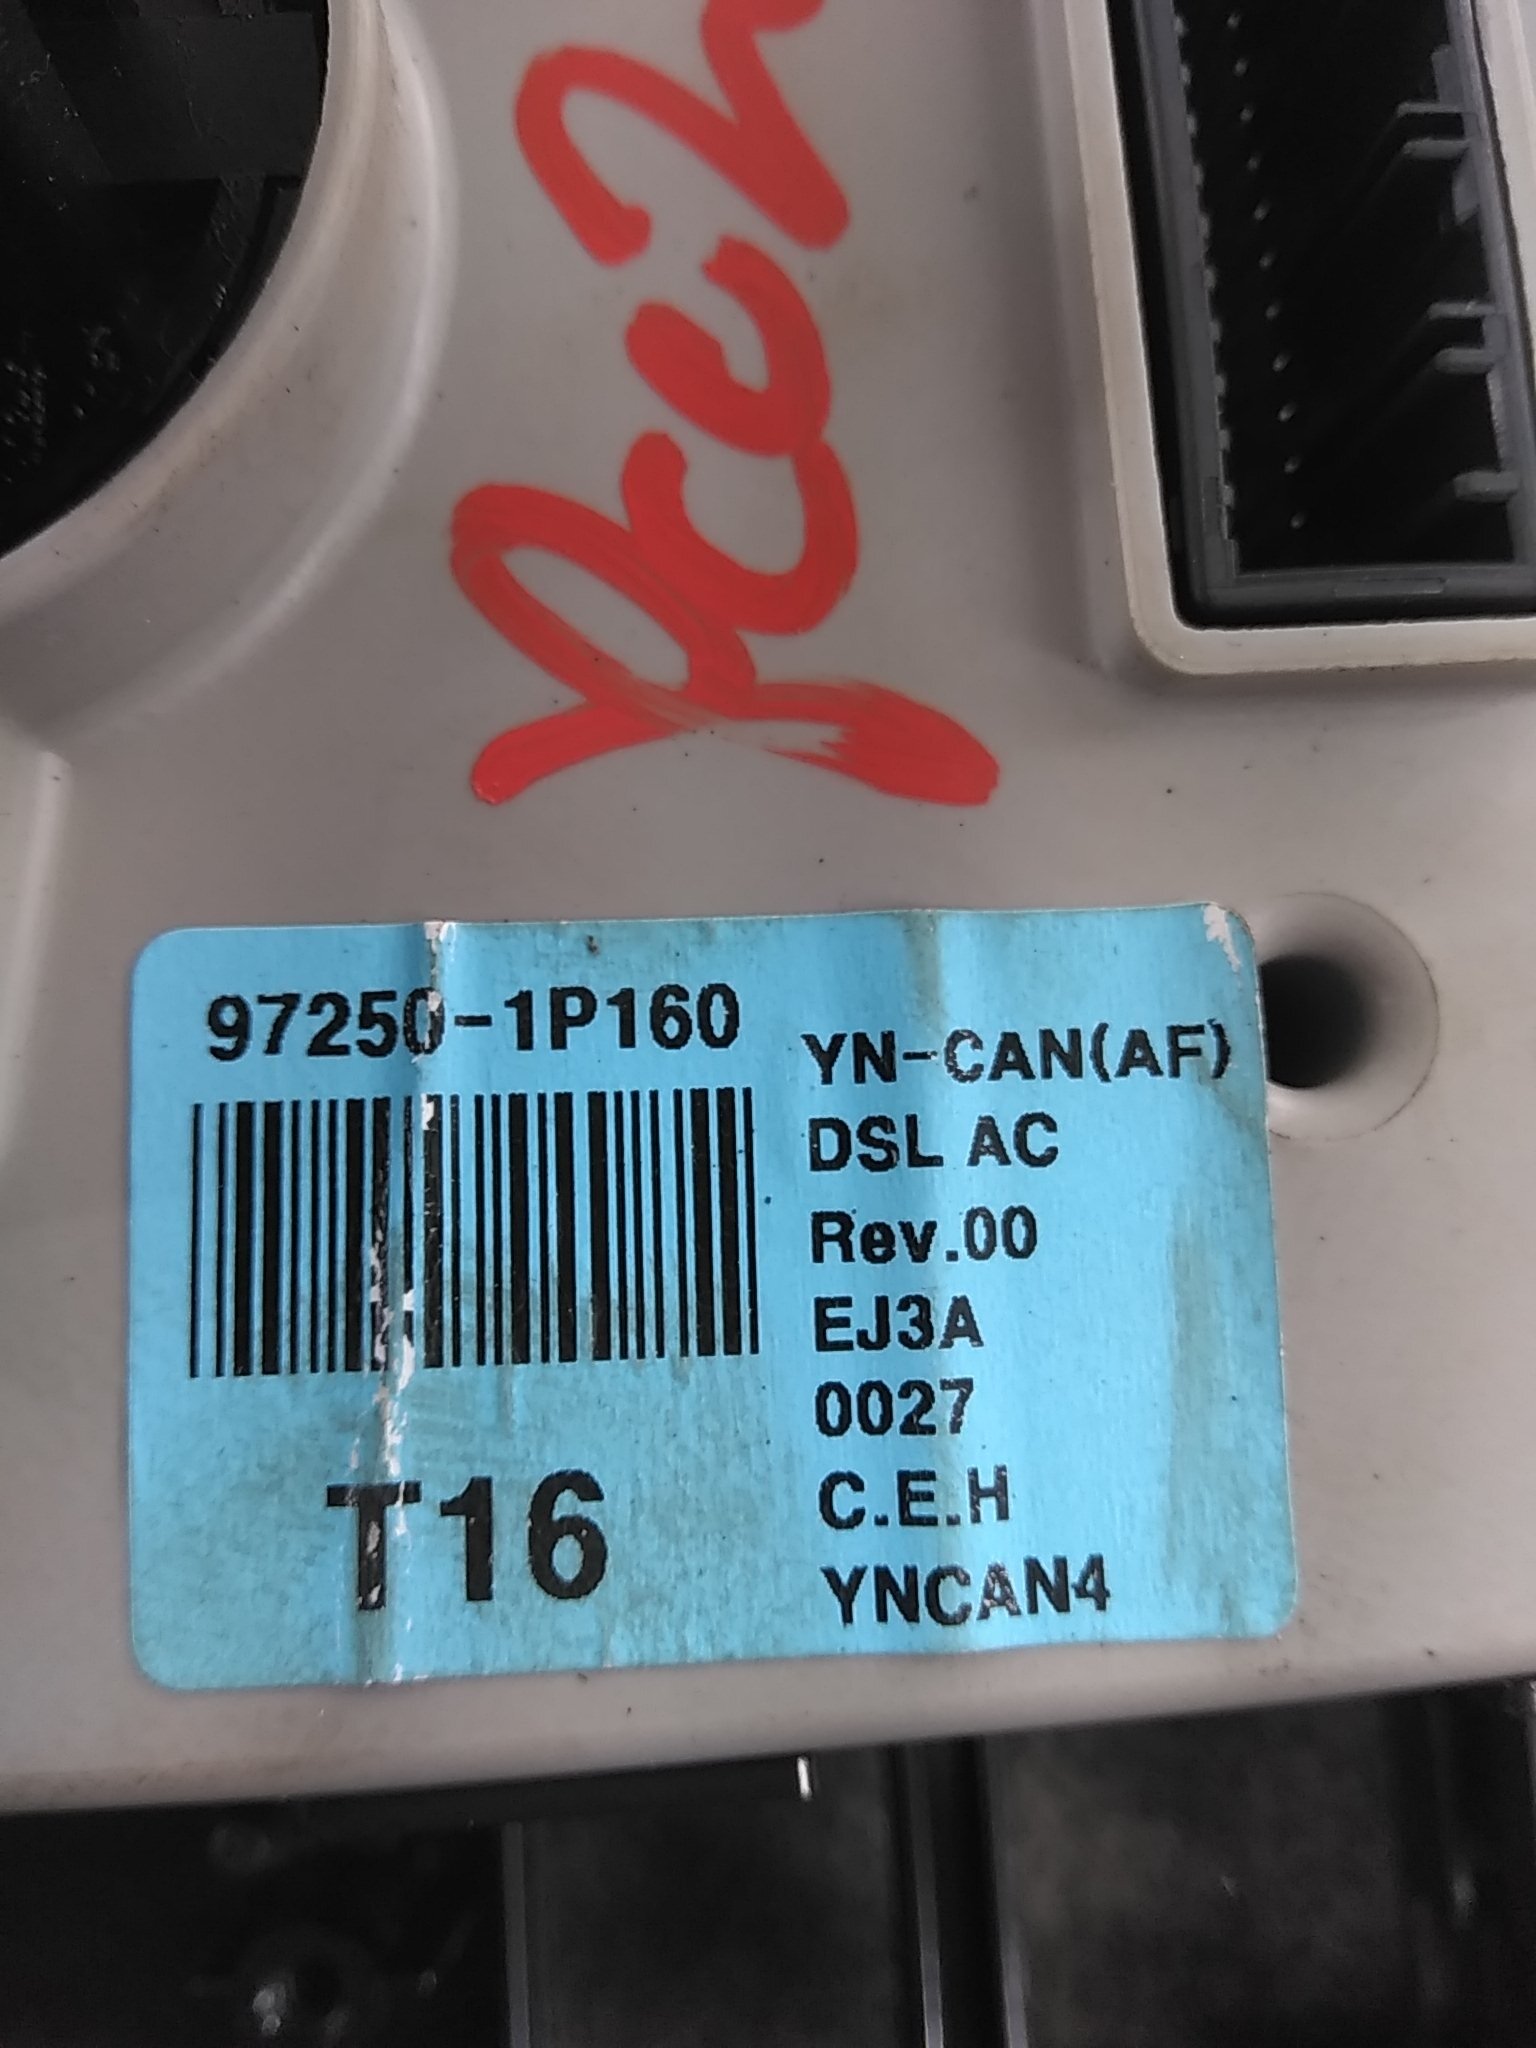 97250-1P160
T16
YN-CAN(AF)
DSL AC
Rev.00
EJ3A
0027
C.E.H
YNCAN4